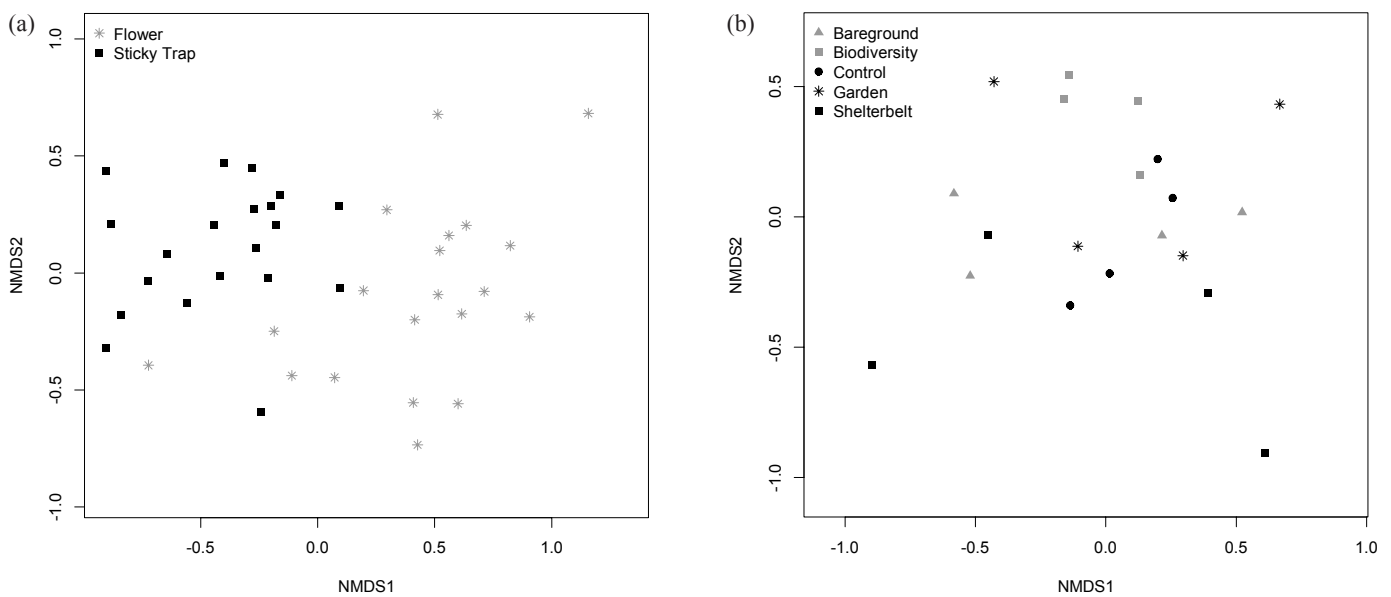 (a)
Flower
Sticky Trap
1.0
0.5
0.0
-0.5
-1.0
NMDS2
-0.5
0.0
0.5
1.0
NMDS1
(b)
Bareground
Biodiversity
Control
Garden
Shelterbelt
0.5
0.0
-0.5
-1.0
NMDS2
-1.0
-0.5
0.0
0.5
1.0
NMDS1